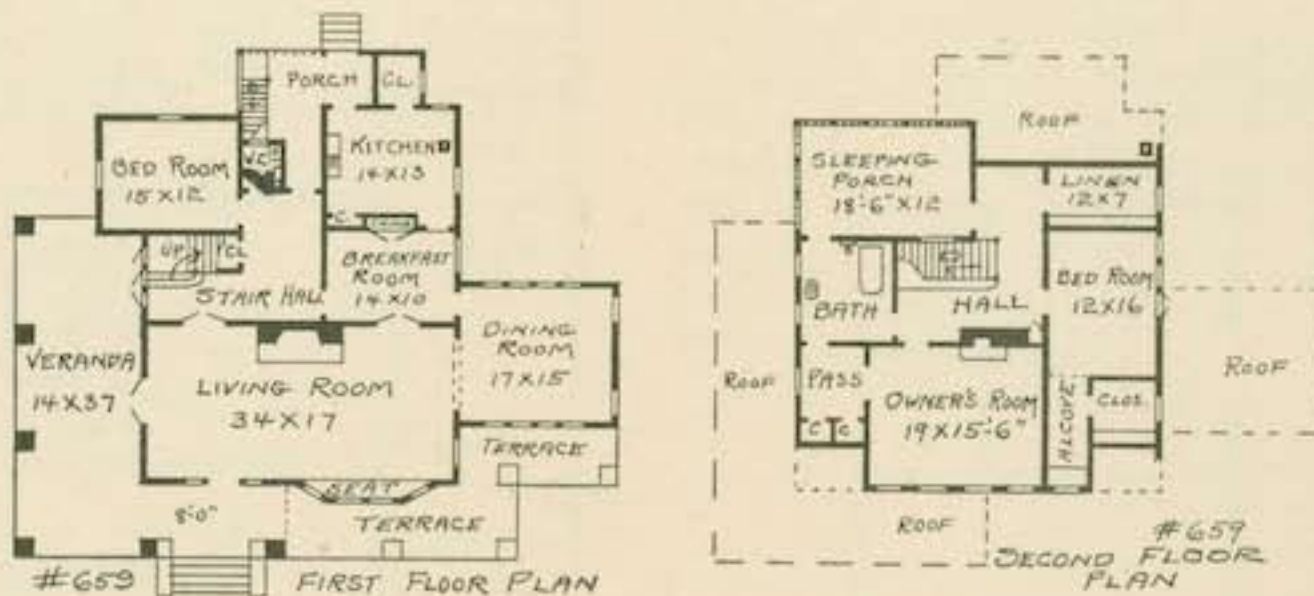 PORCH
CL.
BED ROOM
15X12
W.C.
KITCHEN
14X13
C.
UP
CL
BREAKFAST
ROOM
14X10
STAIR HALL
VERANDA
14X37
LIVING ROOM
34X17
DINING
ROOM
17X15
TERRACE
SEAT
8'-0"
TERRACE
#659
FIRST FLOOR PLAN
ROOF
SLEEPING
PORCH
18'-6"X12
LINEN
12X7
BATH
HALL
BED ROOM
12X16
ROOF
ROOF
PASS
C
C.
OWNER'S ROOM
19X15'-6"
ALCOVE
CLOS.
ROOF
#659
SECOND FLOOR
PLAN